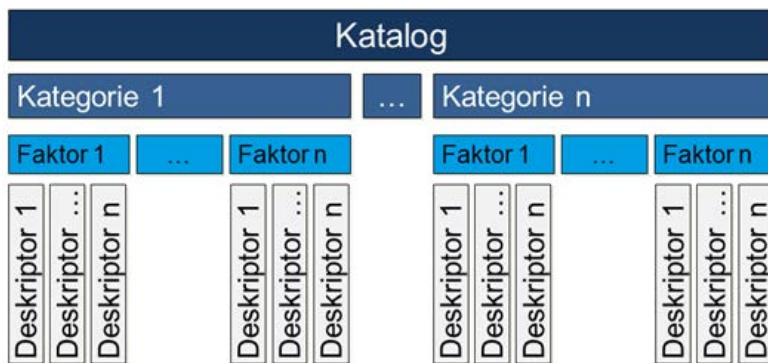 Katalog
Kategorie 1 ... Kategorie n
Faktor 1 ... Faktor n Faktor 1 ... Faktor n
Deskriptor 1
Deskriptor ...
Deskriptor n
Deskriptor 1
Deskriptor ...
Deskriptor n
Deskriptor 1
Deskriptor ...
Deskriptor n
Deskriptor 1
Deskriptor ...
Deskriptor n